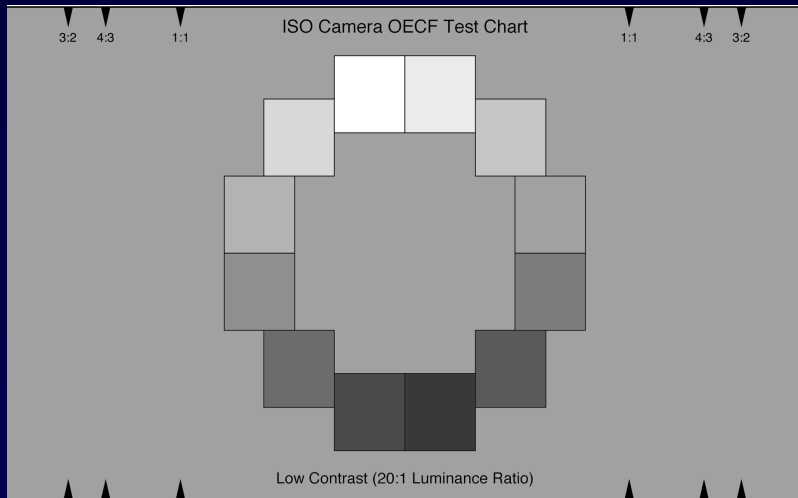 ISO Camera OECF Test Chart
3:2 4:3 1:1 1:1 4:3 3:2
Low Contrast (20:1 Luminance Ratio)